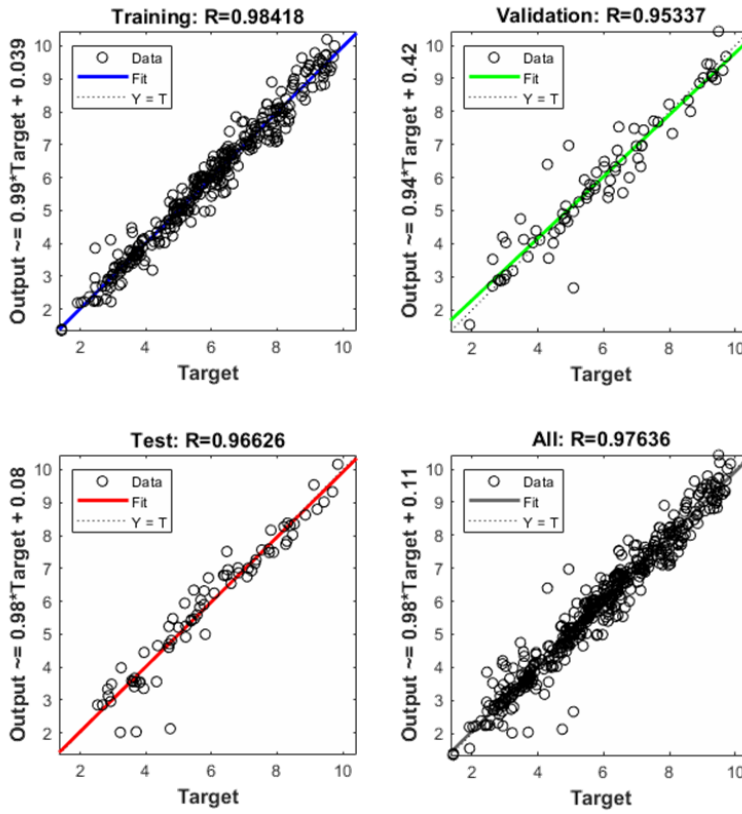 Training: R=0.98418
Output ~= 0.99*Target + 0.039
10
9
8
7
6
5
4
3
2
Data
Fit
Y = T
2 4 6 8 10
Target
Validation: R=0.95337
Output ~= 0.94*Target + 0.42
10
9
8
7
6
5
4
3
2
Data
Fit
Y = T
2 4 6 8 10
Target
Test: R=0.96626
Output ~= 0.98*Target + 0.08
10
9
8
7
6
5
4
3
2
Data
Fit
Y = T
2 4 6 8 10
Target
All: R=0.97636
Output ~= 0.98*Target + 0.11
10
9
8
7
6
5
4
3
2
Data
Fit
Y = T
2 4 6 8 10
Target